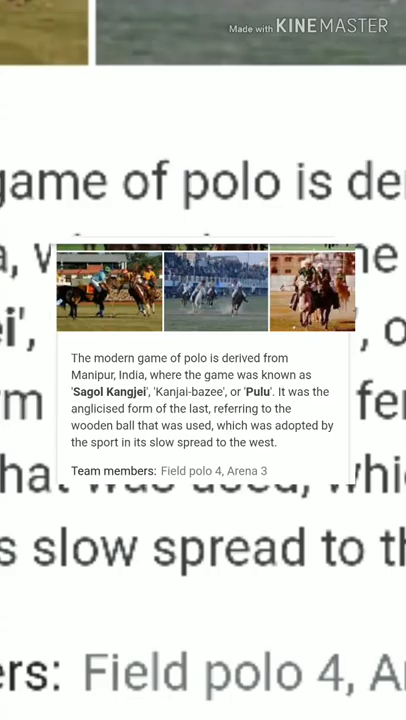 Made with KINEMASTER
game of polo is de
The modern game of polo is derived from
Manipur, India, where the game was known as
'Sagol Kangjei', 'Kanjai-bazee', or 'Pulu'. It was the
anglicised form of the last, referring to the
wooden ball that was used, which was adopted by
the sport in its slow spread to the west.
Team members: Field polo 4, Arena 3
s slow spread to th
ers: Field polo 4, A